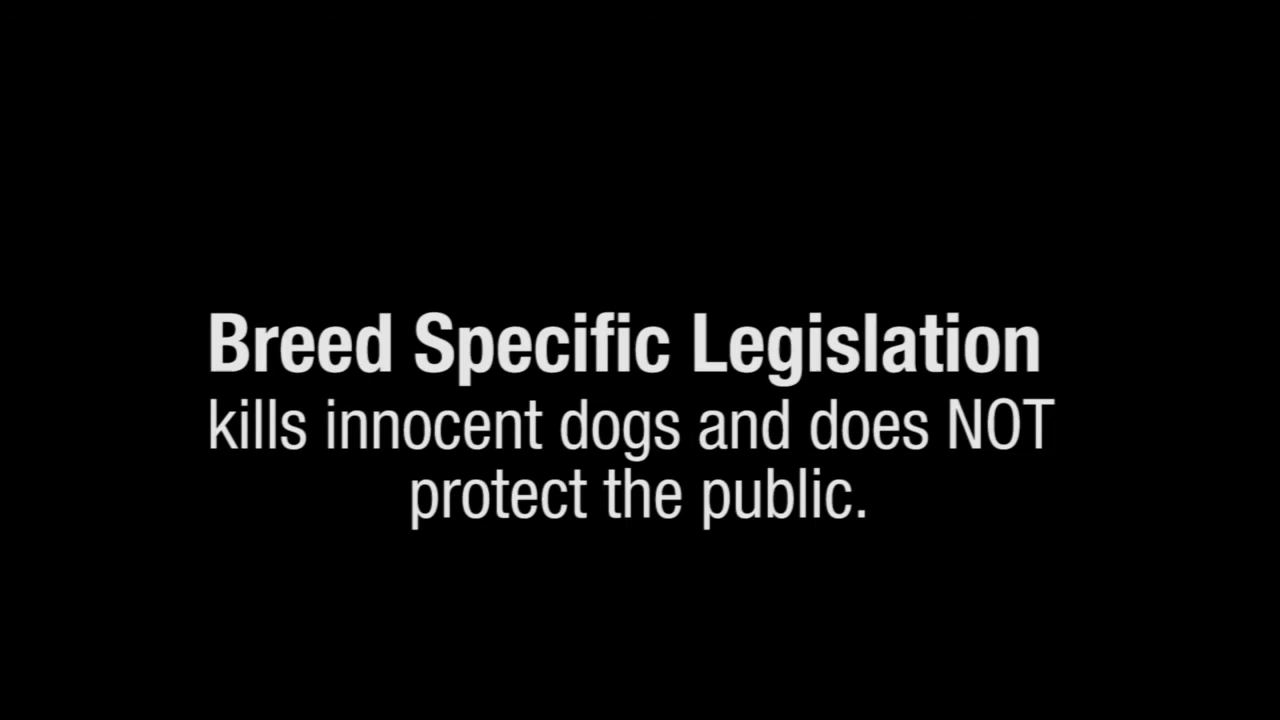 Breed Specific Legislation
kills innocent dogs and does NOT
protect the public.